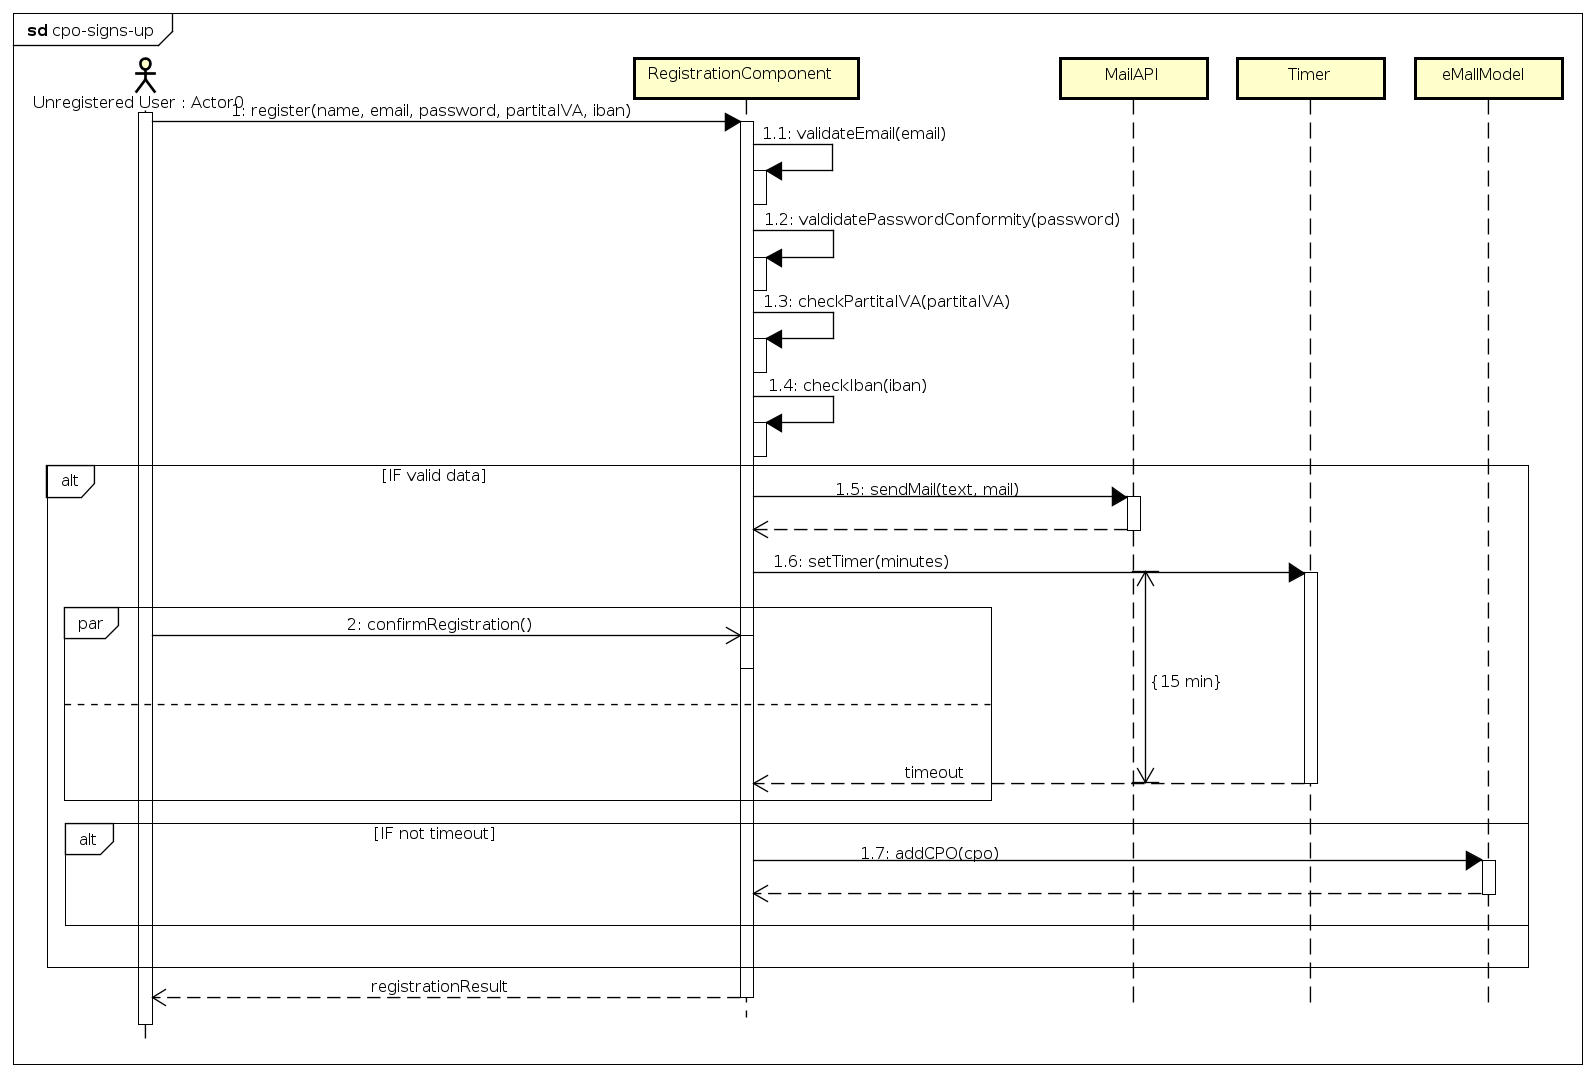 sd cpo-signs-up
RegistrationComponent
MailAPI
Timer
eMallModel
Unregistered User : Actor0
1: register(name, email, password, partitaIVA, iban)
1.1: validateEmail(email)
1.2: valdidatePasswordConformity(password)
1.3: checkPartitaIVA(partitaIVA)
1.4: checkIban(iban)
alt
[IF valid data]
1.5: sendMail(text, mail)
1.6: setTimer(minutes)
par
2: confirmRegistration()
{15 min}
timeout
alt
[IF not timeout]
1.7: addCPO(cpo)
registrationResult